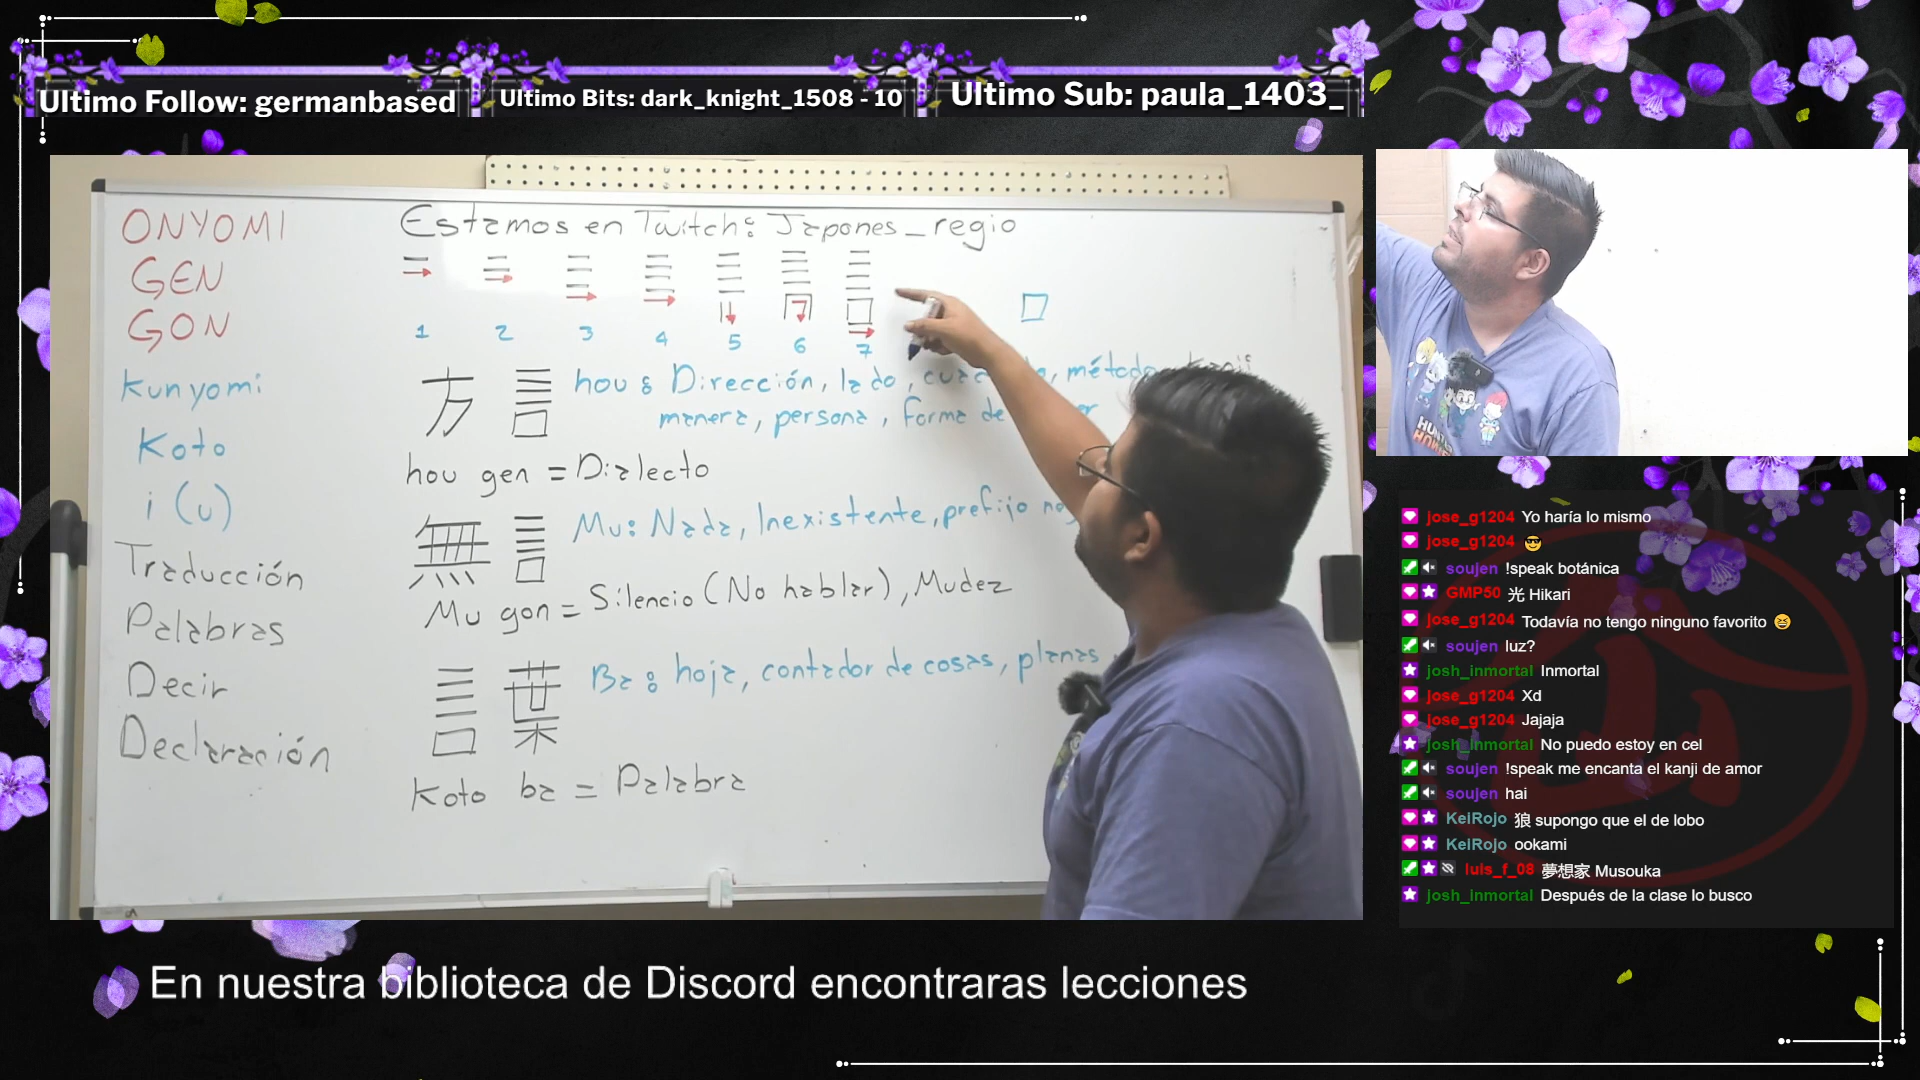 Ultimo Follow: germanbased
Ultimo Bits: dark_knight_1508 - 10
Ultimo Sub: paula_1403_
ONYOMI
GEN
GON
Kunyomi
Koto
i (u)
Traducción
Palabras
Decir
Declaración
Estamos en Twitch: Japones_regio
1 2 3 4 5 6 7
方言 hou: Dirección, lado, método
manera, persona, forma de
hou gen = Dialecto
無言 Mu: Nada, Inexistente, prefijo
Mu gon = Silencio (No hablar), Mudez
言葉 Ba: hoja, contador de cosas, planas
Koto ba = Palabra
HUNTER
jose_g1204 Yo haría lo mismo
jose_g1204 😎
soujen !speak botánica
GMP50 光 Hikari
jose_g1204 Todavía no tengo ninguno favorito 😆
soujen luz?
josh_inmortal Inmortal
jose_g1204 Xd
jose_g1204 Jajaja
josh_inmortal No puedo estoy en cel
soujen !speak me encanta el kanji de amor
soujen hai
KeiRojo 狼 supongo que el de lobo
KeiRojo ookami
luis_f_08 夢想家 Musouka
josh_inmortal Después de la clase lo busco
En nuestra biblioteca de Discord encontraras lecciones